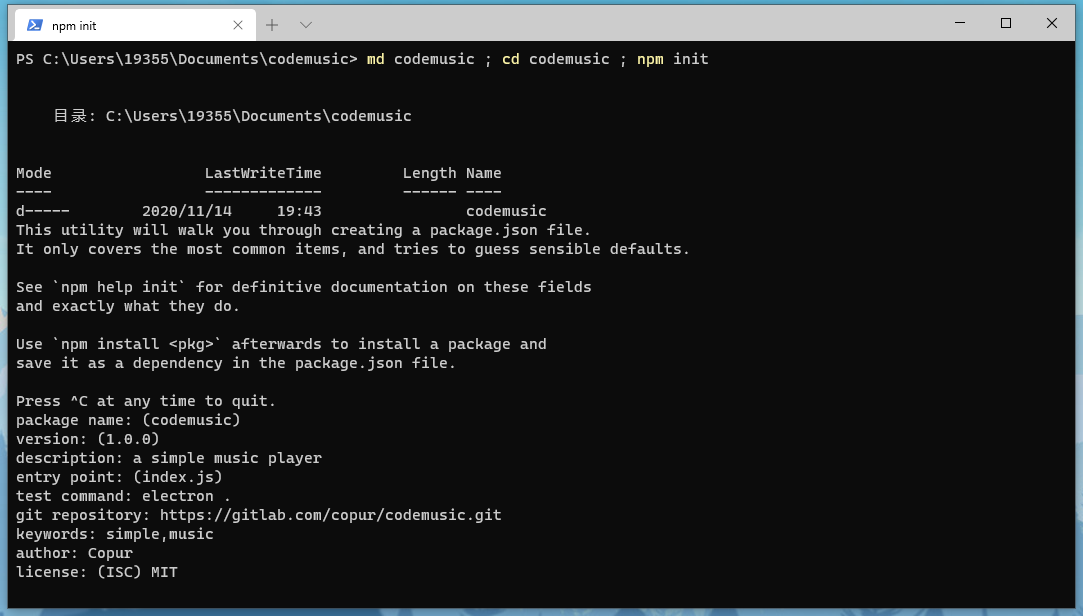 npm init
PS C:\Users\19355\Documents\codemusic> md codemusic ; cd codemusic ; npm init
目录: C:\Users\19355\Documents\codemusic
Mode                 LastWriteTime         Length Name
----                 -------------         ------ ----
d-----        2020/11/14     19:43                codemusic
This utility will walk you through creating a package.json file.
It only covers the most common items, and tries to guess sensible defaults.
See `npm help init` for definitive documentation on these fields
and exactly what they do.
Use `npm install <pkg>` afterwards to install a package and
save it as a dependency in the package.json file.
Press ^C at any time to quit.
package name: (codemusic)
version: (1.0.0)
description: a simple music player
entry point: (index.js)
test command: electron .
git repository: https://gitlab.com/copur/codemusic.git
keywords: simple,music
author: Copur
license: (ISC) MIT